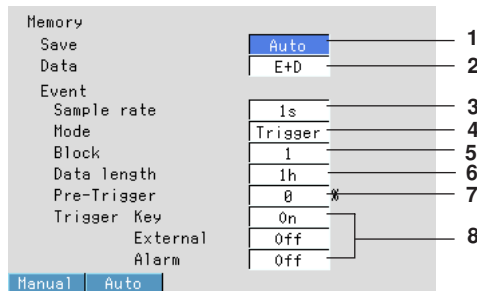 Memory
Save Auto 1
Data E+D 2
Event
Sample rate 1s 3
Mode Trigger 4
Block 1 5
Data length 1h 6
Pre-Trigger 0 % 7
Trigger Key On
External Off 8
Alarm Off
Manual Auto